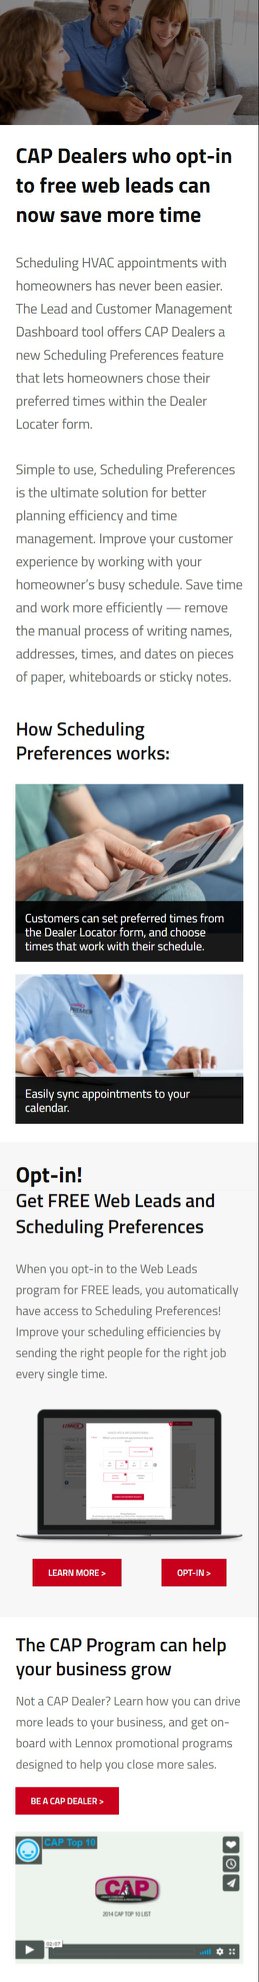 CAP Dealers who opt-in
to free web leads can
now save more time
Scheduling HVAC appointments with
homeowners has never been easier.
The Lead and Customer Management
Dashboard tool offers CAP Dealers a
new Scheduling Preferences feature
that lets homeowners chose their
preferred times within the Dealer
Locater form.
Simple to use, Scheduling Preferences
is the ultimate solution for better
planning efficiency and time
management. Improve your customer
experience by working with your
homeowner's busy schedule. Save time
and work more efficiently — remove
the manual process of writing names,
addresses, times, and dates on pieces
of paper, whiteboards or sticky notes.
How Scheduling
Preferences works:
Customers can set preferred times from
the Dealer Locator form, and choose
times that work with their schedule.
PREMIER
Easily sync appointments to your
calendar.
Opt-in!
Get FREE Web Leads and
Scheduling Preferences
When you opt-in to the Web Leads
program for FREE leads, you automatically
have access to Scheduling Preferences!
Improve your scheduling efficiencies by
sending the right people for the right job
every single time.
LENNOX
LEARN MORE >
OPT-IN >
The CAP Program can help
your business grow
Not a CAP Dealer? Learn how you can drive
more leads to your business, and get on-
board with Lennox promotional programs
designed to help you close more sales.
BE A CAP DEALER >
CAP Top 10
CAP
2014 CAP TOP 10 LIST
02:07